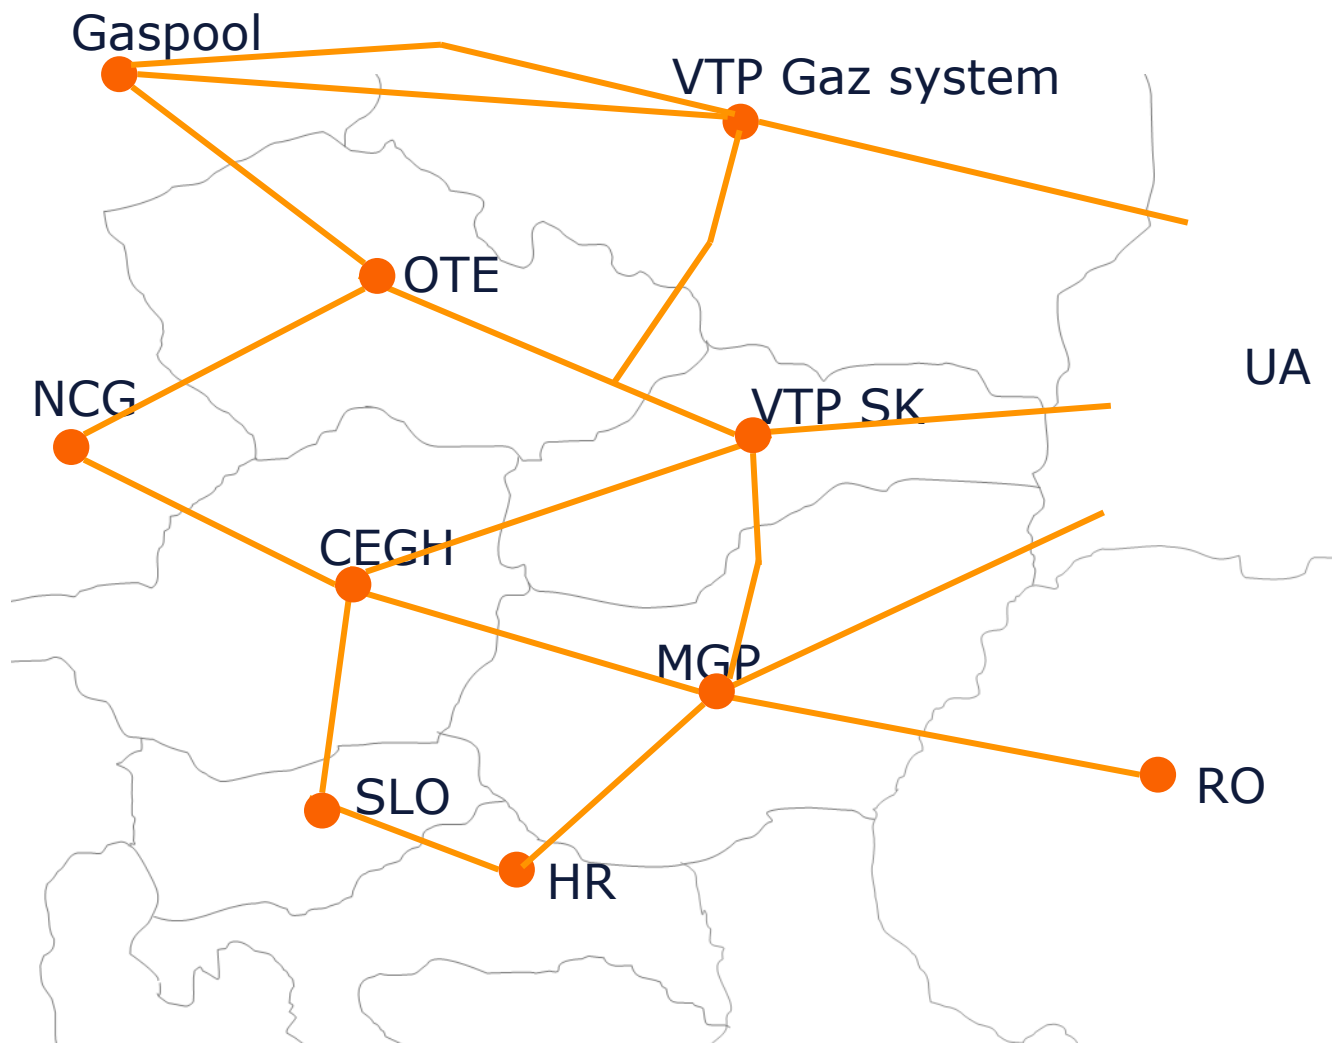 Gaspool
VTP Gaz system
OTE
UA
NCG
VTP SK
CEGH
MGP
RO
SLO
HR